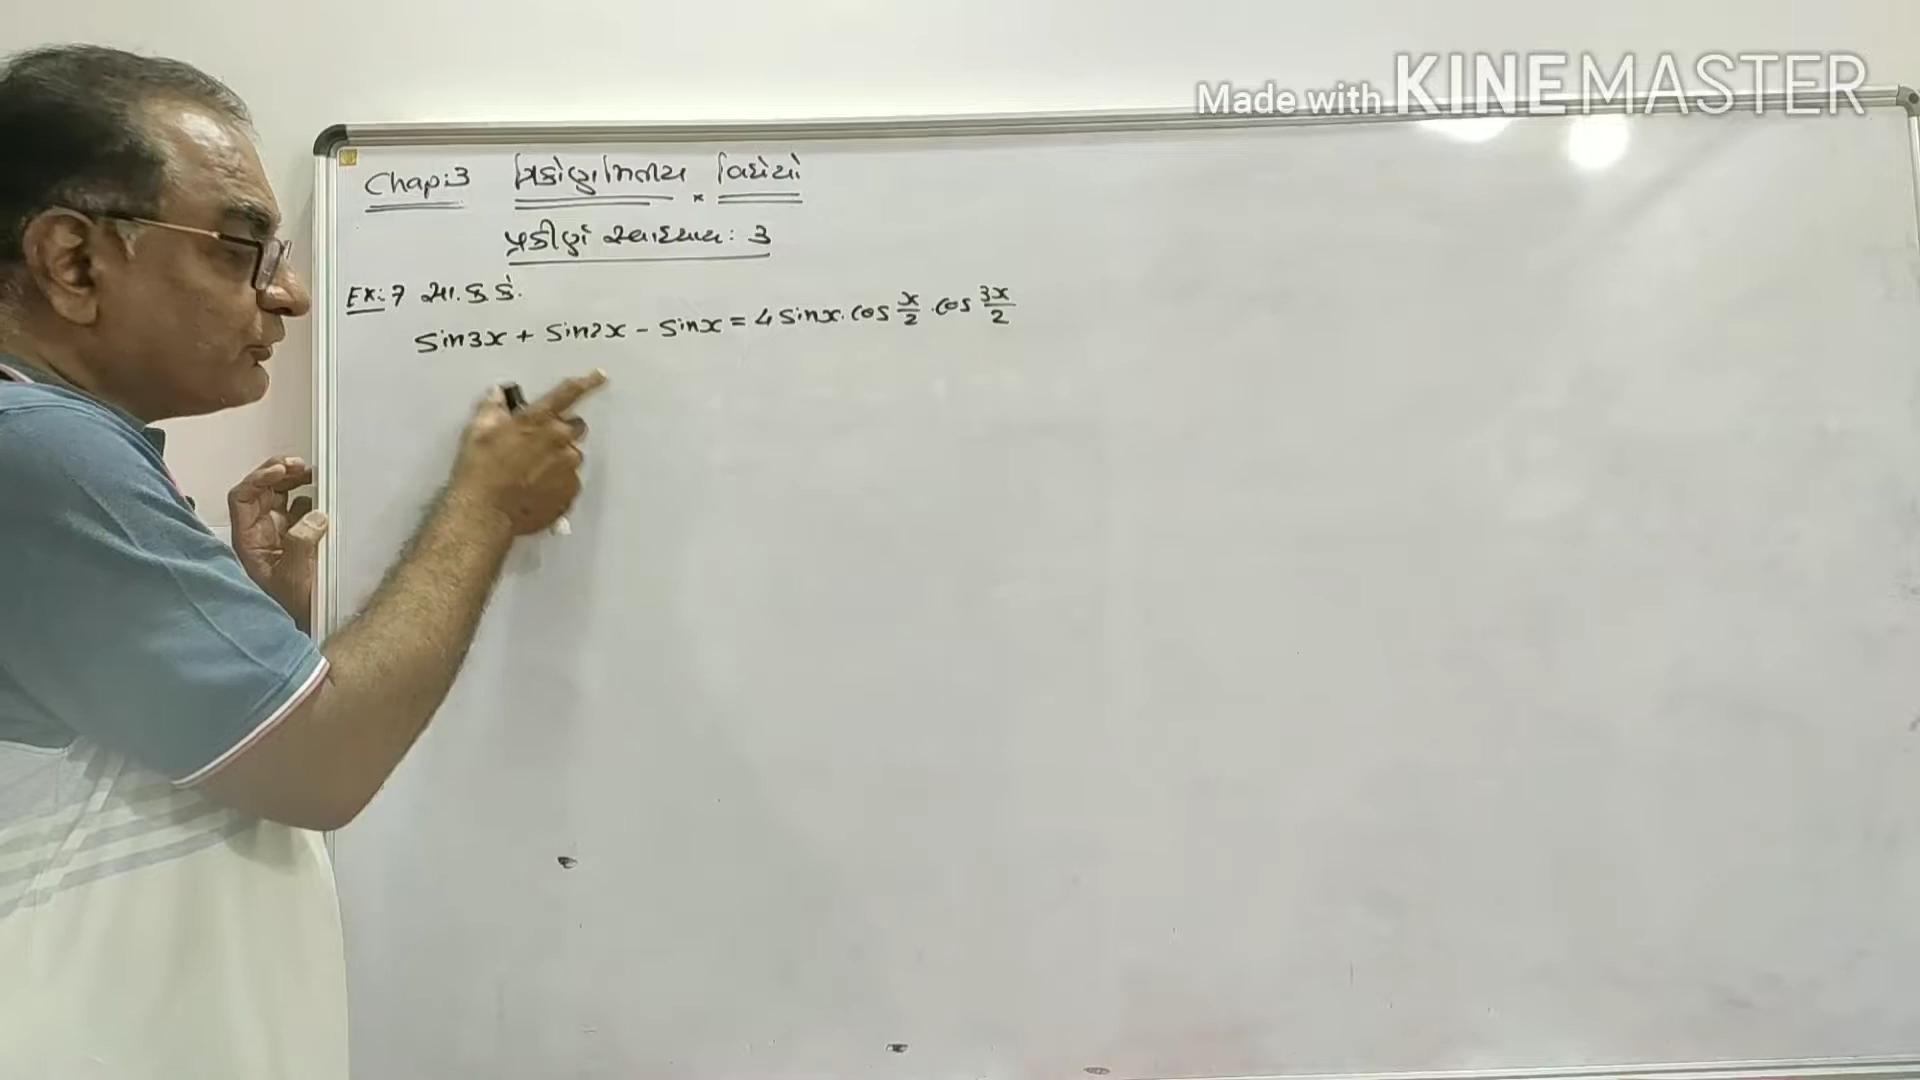 Made with KINEMASTER
Chap:3 ત્રિકોણમિતીય વિધેયો
પ્રકીર્ણ સ્વાધ્યાય : 3
Ex:7 સા. કે.
sin3x + sin2x - sinx = 4 sinx. cos x/2 . cos 3x/2